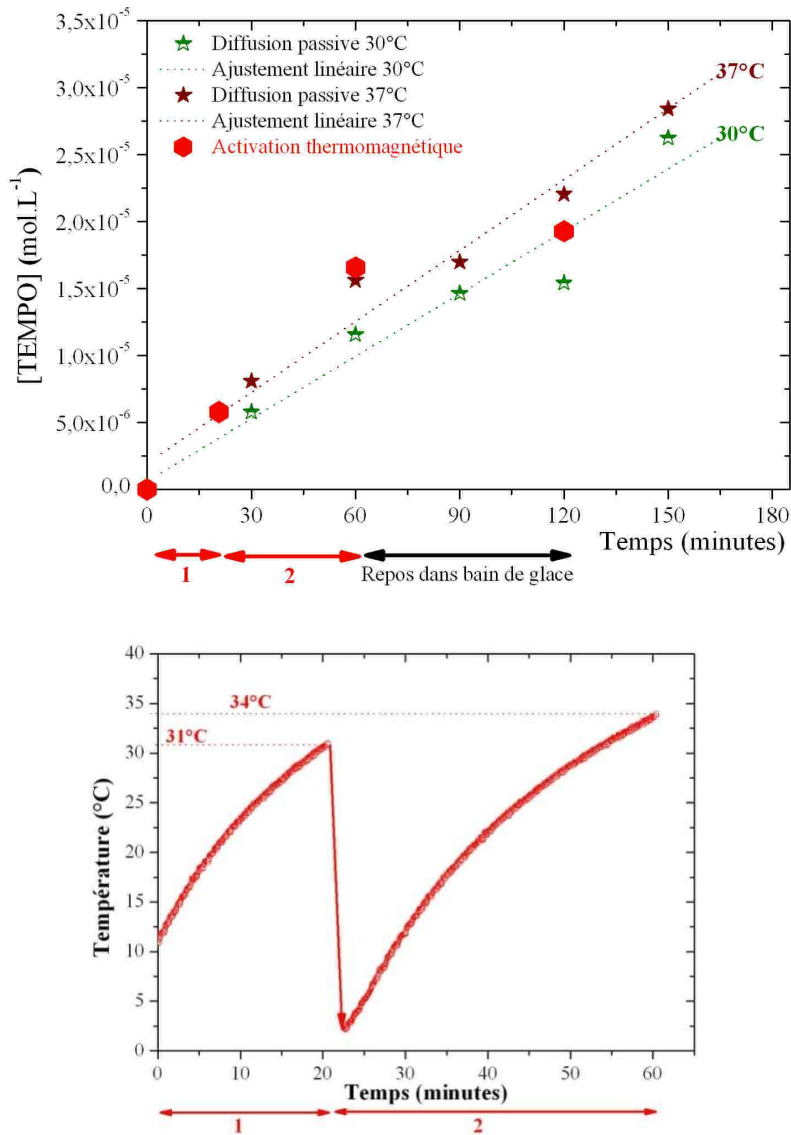 3,5x10⁻⁵
3,0x10⁻⁵
2,5x10⁻⁵
2,0x10⁻⁵
1,5x10⁻⁵
1,0x10⁻⁵
5,0x10⁻⁶
0,0
[TEMPO] (mol.L⁻¹)
Diffusion passive 30°C
Ajustement linéaire 30°C
Diffusion passive 37°C
Ajustement linéaire 37°C
Activation thermomagnétique
37°C
30°C
0 30 60 90 120 150 180
Temps (minutes)
1 2 Repos dans bain de glace
40
35
30
25
20
15
10
5
0
Température (°C)
34°C
31°C
0 10 20 30 40 50 60
Temps (minutes)
1 2